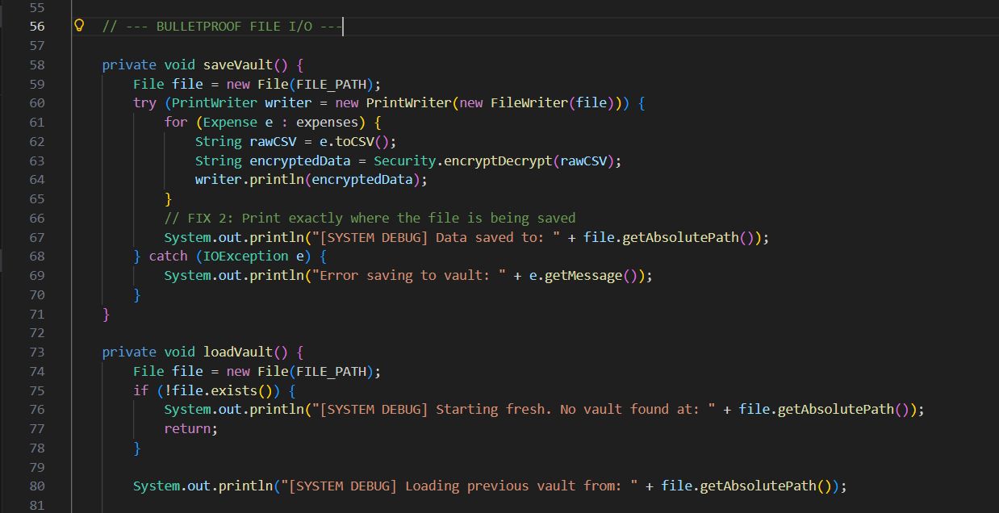 55
56 // --- BULLETPROOF FILE I/O ---
57
58 private void saveVault() {
59 File file = new File(FILE_PATH);
60 try (PrintWriter writer = new PrintWriter(new FileWriter(file))) {
61 for (Expense e : expenses) {
62 String rawCSV = e.toCSV();
63 String encryptedData = Security.encryptDecrypt(rawCSV);
64 writer.println(encryptedData);
65 }
66 // FIX 2: Print exactly where the file is being saved
67 System.out.println("[SYSTEM DEBUG] Data saved to: " + file.getAbsolutePath());
68 } catch (IOException e) {
69 System.out.println("Error saving to vault: " + e.getMessage());
70 }
71 }
72
73 private void loadVault() {
74 File file = new File(FILE_PATH);
75 if (!file.exists()) {
76 System.out.println("[SYSTEM DEBUG] Starting fresh. No vault found at: " + file.getAbsolutePath());
77 return;
78 }
79
80 System.out.println("[SYSTEM DEBUG] Loading previous vault from: " + file.getAbsolutePath());
81